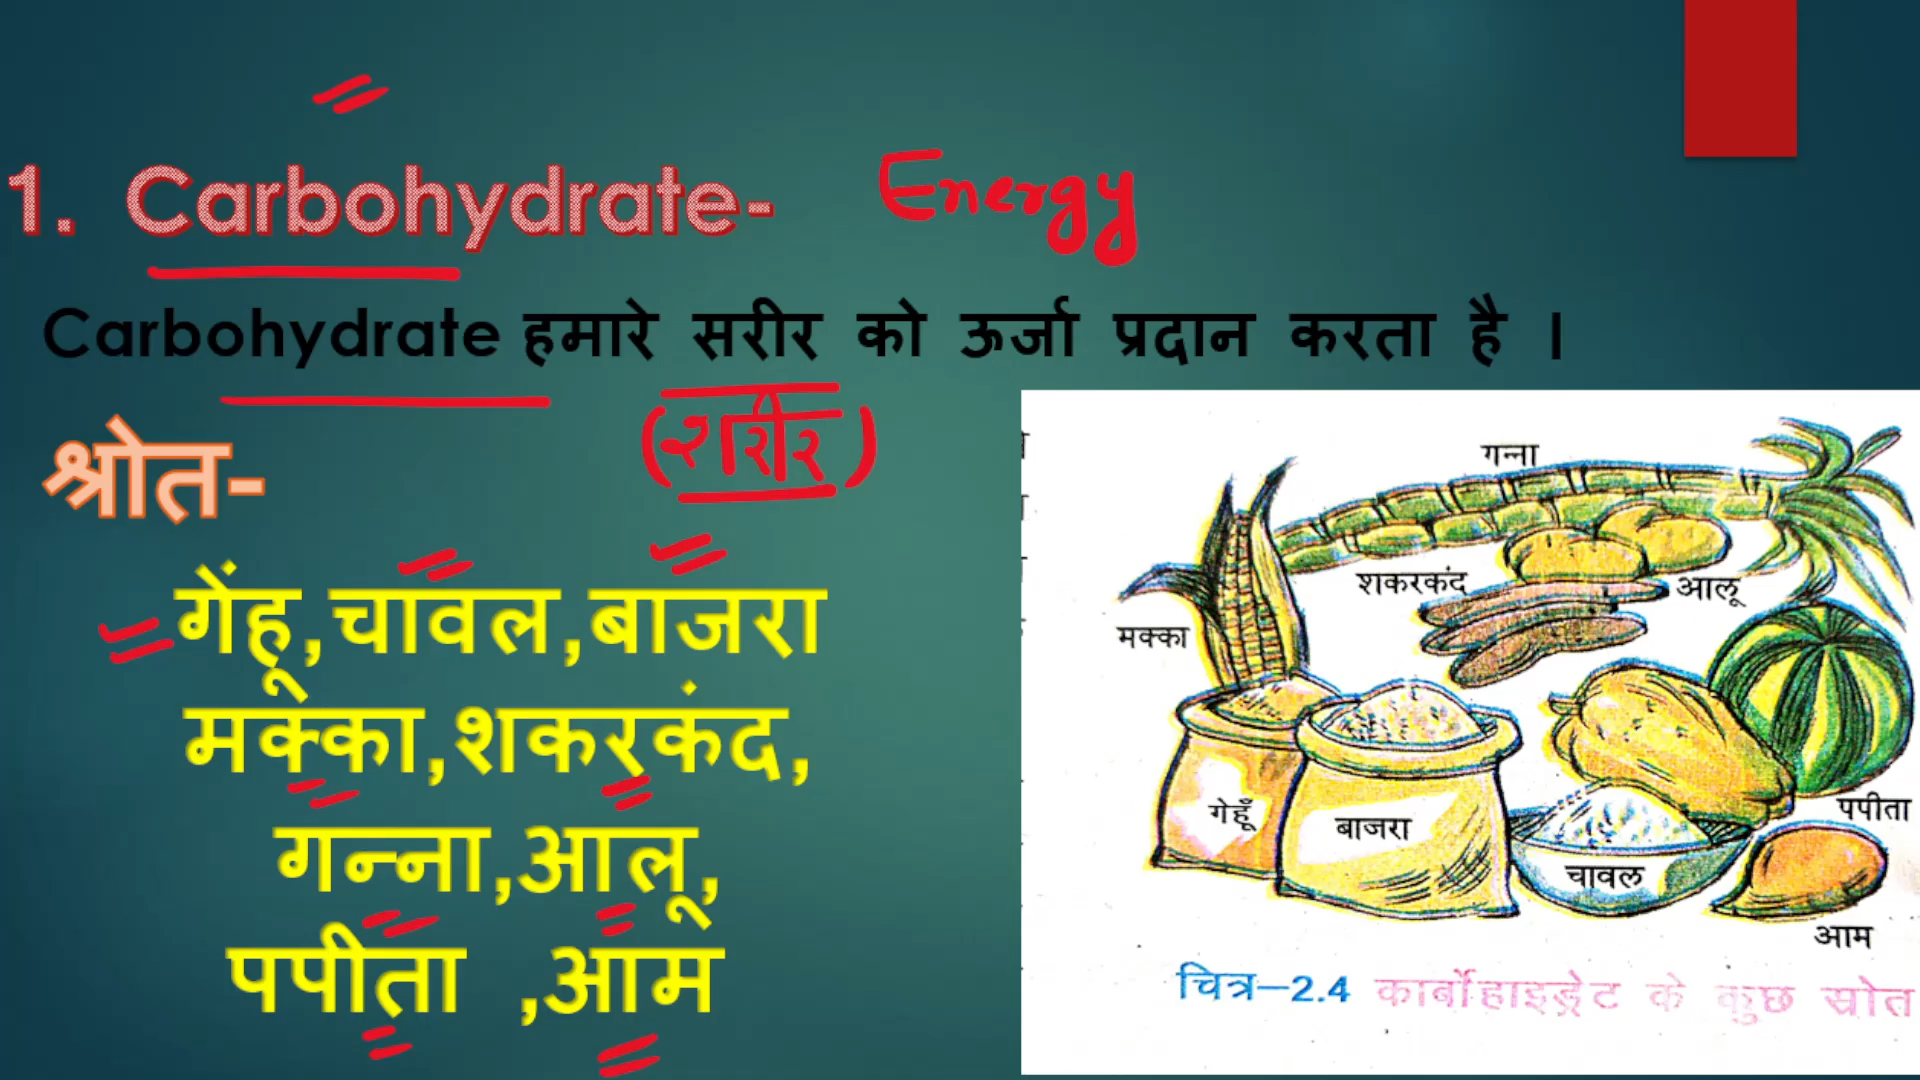 1. Carbohydrate- Energy
Carbohydrate हमारे सरीर को ऊर्जा प्रदान करता है ।
(शरीर)
श्रोत-
गेंहू,चावल,बाजरा
मक्का,शकरकंद,
गन्ना,आलू,
पपीता ,आम
गन्ना
शकरकंद
आलू
मक्का
पपीता
गेहूँ
बाजरा
चावल
आम
चित्र–2.4 कार्बोहाइड्रेट के कुछ स्रोत